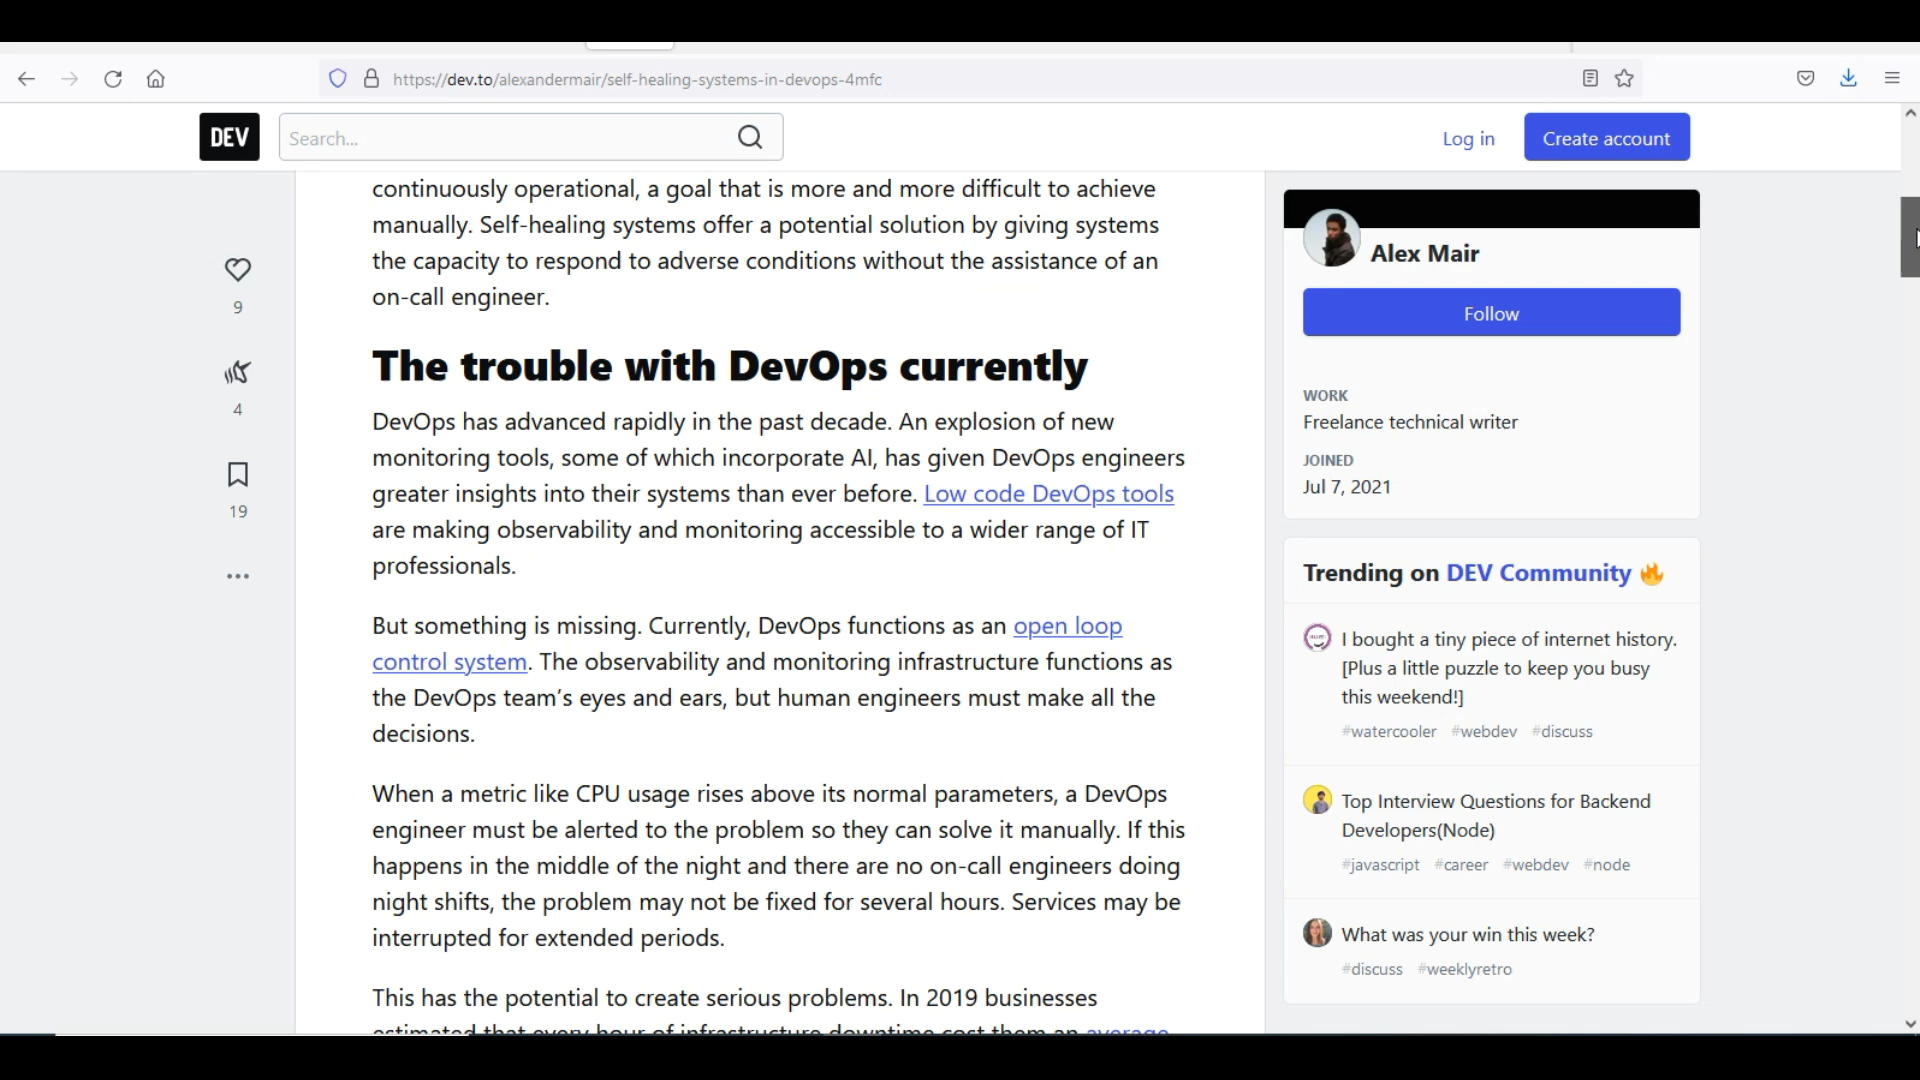 https://dev.to/alexandermair/self-healing-systems-in-devops-4mfc
DEV
Search...
Log in
Create account
9
4
19
continuously operational, a goal that is more and more difficult to achieve
manually. Self-healing systems offer a potential solution by giving systems
the capacity to respond to adverse conditions without the assistance of an
on-call engineer.
The trouble with DevOps currently
DevOps has advanced rapidly in the past decade. An explosion of new
monitoring tools, some of which incorporate AI, has given DevOps engineers
greater insights into their systems than ever before. Low code DevOps tools
are making observability and monitoring accessible to a wider range of IT
professionals.
But something is missing. Currently, DevOps functions as an open loop
control system. The observability and monitoring infrastructure functions as
the DevOps team's eyes and ears, but human engineers must make all the
decisions.
When a metric like CPU usage rises above its normal parameters, a DevOps
engineer must be alerted to the problem so they can solve it manually. If this
happens in the middle of the night and there are no on-call engineers doing
night shifts, the problem may not be fixed for several hours. Services may be
interrupted for extended periods.
This has the potential to create serious problems. In 2019 businesses
estimated that every hour of infrastructure downtime cost them an average
Alex Mair
Follow
WORK
Freelance technical writer
JOINED
Jul 7, 2021
Trending on DEV Community 🔥
I bought a tiny piece of internet history.
[Plus a little puzzle to keep you busy
this weekend!]
#watercooler #webdev #discuss
Top Interview Questions for Backend
Developers(Node)
#javascript #career #webdev #node
What was your win this week?
#discuss #weeklyretro